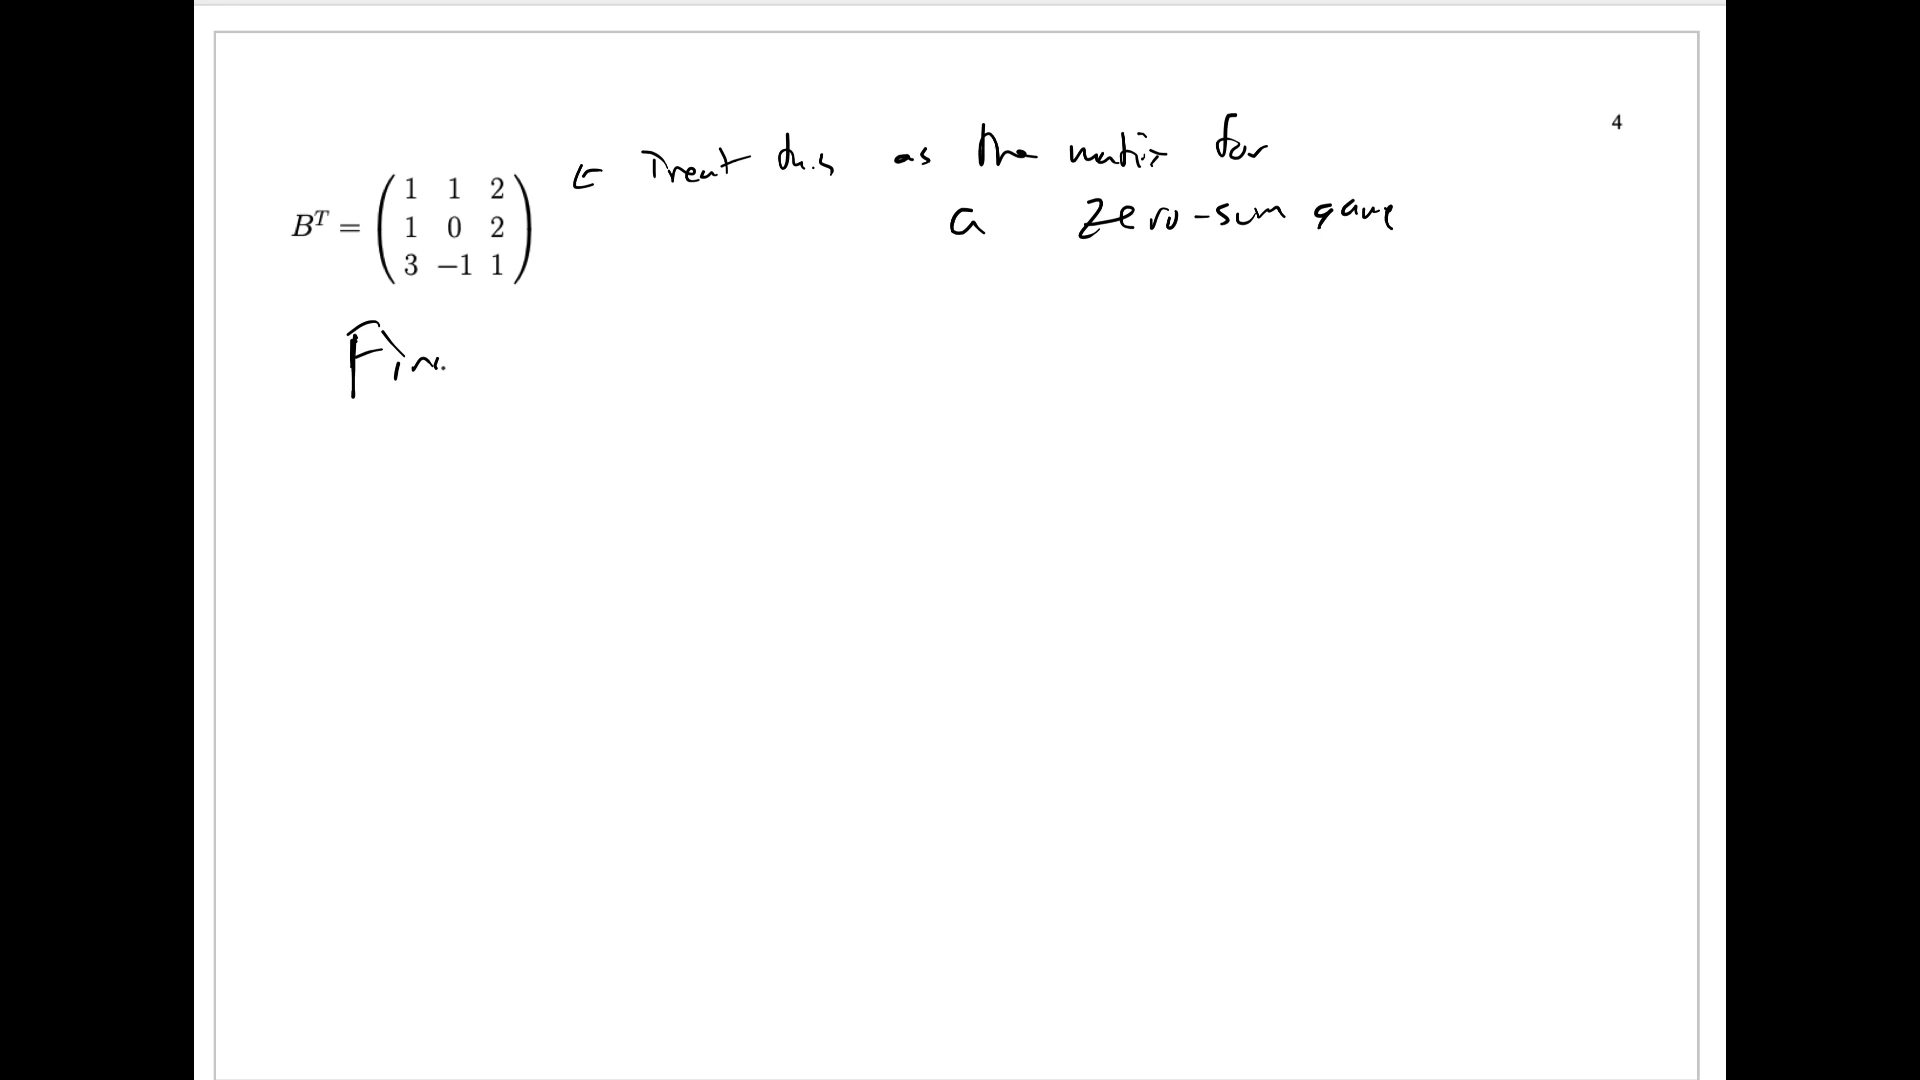 4
← Treat this as the matrix for
a zero-sum game
B^T = ( 1 1 2
1 0 2
3 −1 1 )
Fin